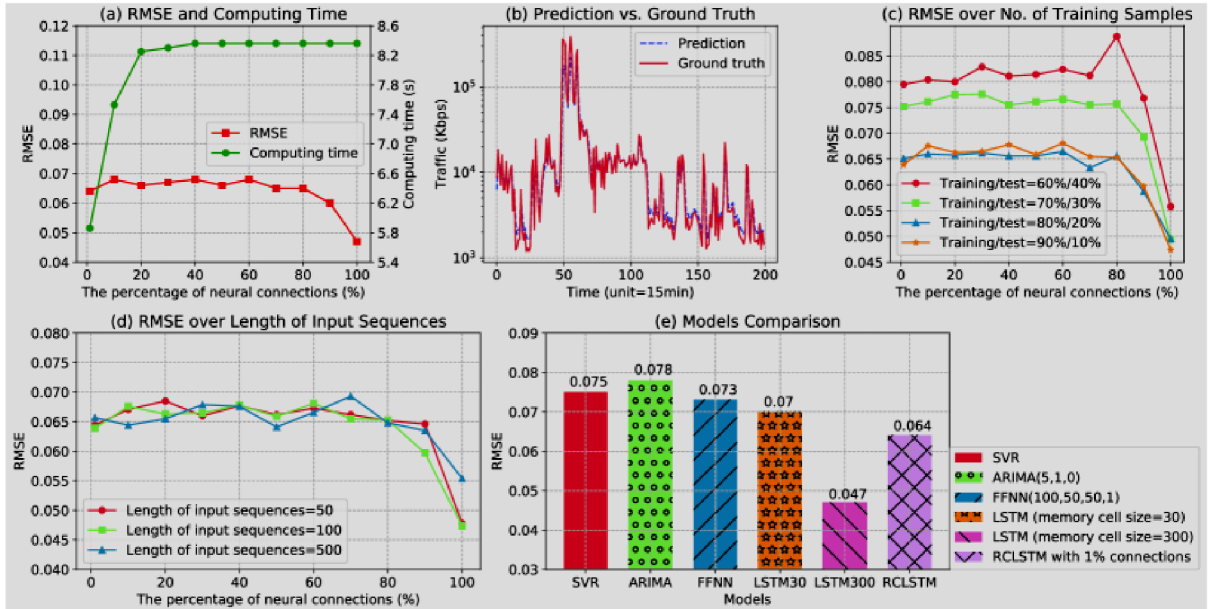 (a) RMSE and Computing Time
0.12
0.11
0.10
0.09
0.08
0.07
0.06
0.05
0.04
RMSE
8.6
8.2
7.8
7.4
7.0
6.6
6.2
5.8
5.4
Computing time (s)
RMSE
Computing time
0 20 40 60 80 100
The percentage of neural connections (%)
(b) Prediction vs. Ground Truth
Prediction
Ground truth
10⁵
10⁴
10³
Traffic (Kbps)
0 50 100 150 200
Time (unit=15min)
(c) RMSE over No. of Training Samples
0.085
0.080
0.075
0.070
0.065
0.060
0.055
0.050
0.045
RMSE
Training/test=60%/40%
Training/test=70%/30%
Training/test=80%/20%
Training/test=90%/10%
0 20 40 60 80 100
The percentage of neural connections (%)
(d) RMSE over Length of Input Sequences
0.080
0.075
0.070
0.065
0.060
0.055
0.050
0.045
0.040
RMSE
Length of input sequences=50
Length of input sequences=100
Length of input sequences=500
0 20 40 60 80 100
The percentage of neural connections (%)
(e) Models Comparison
0.09
0.08
0.07
0.06
0.05
0.04
0.03
RMSE
0.075
0.078
0.073
0.07
0.047
0.064
SVR ARIMA FFNN LSTM30 LSTM300 RCLSTM
Models
SVR
ARIMA(5,1,0)
FFNN(100,50,50,1)
LSTM (memory cell size=30)
LSTM (memory cell size=300)
RCLSTM with 1% connections